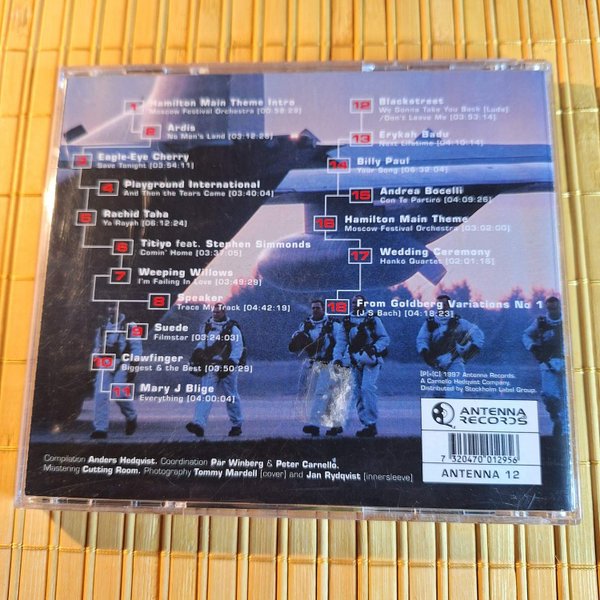 1 Hamilton Main Theme Intro
Moscow Festival Orchestra [00:58:29]
2 Ardis
No Men's Land [03:12:25]
3 Eagle-Eye Cherry
Save Tonight [03:54:11]
4 Playground International
And Then the Tears Came [03:40:04]
5 Rachid Taha
Ya Rayah [06:12:24]
6 Titiyo feat. Stephen Simmonds
Comin' Home [03:37:05]
7 Weeping Willows
I'm Falling In Love [03:49:29]
8 Speaker
Trace My Track [04:42:19]
9 Suede
Filmstar [03:24:03]
10 Clawfinger
Biggest & the Best [03:50:29]
11 Mary J Blige
Everything [04:00:04]
12 Blackstreet
We Gonna Take You Back [Lude]
/Don't Leave Me [03:53:14]
13 Erykah Badu
Next Lifetime [04:10:14]
14 Billy Paul
Your Song [06:32:04]
15 Andrea Bocelli
Con Te Partirò [04:09:26]
16 Hamilton Main Theme
Moscow Festival Orchestra [03:02:00]
17 Wedding Ceremony
Hanko Quartet [02:01:18]
18 From Goldberg Variations No 1
[J S Bach] [04:18:23]
[P]+[C] 1997 Antenna Records.
A Carnello Hedqvist Company.
Distributed by Stockholm Label Group.
ANTENNA
RECORDS
7 320470 012956
ANTENNA 12
Compilation Anders Hedqvist. Coordination Pär Winberg & Peter Carnello.
Mastering Cutting Room. Photography Tommy Mardell [cover] and Jan Rydqvist [innersleeve]